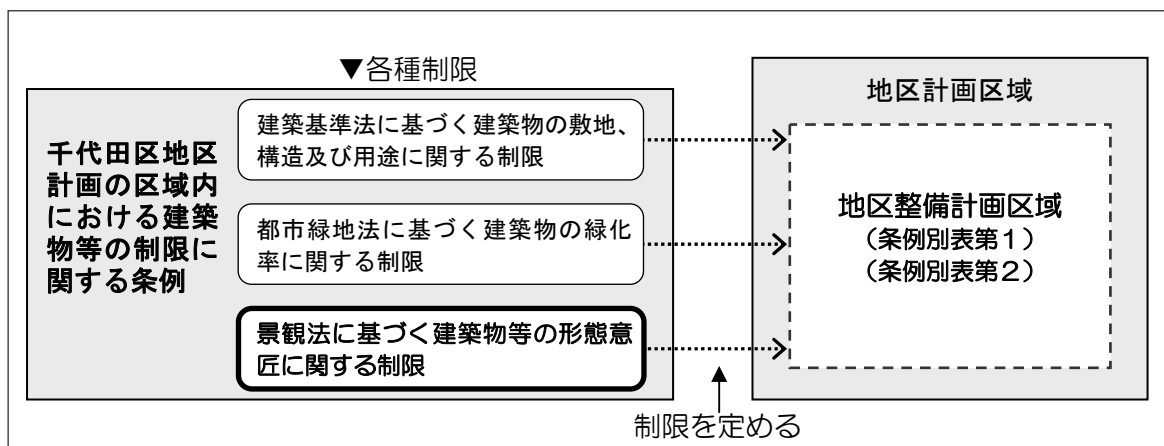 ▼各種制限
千代田区地区
計画の区域内
における建築
物等の制限に
関する条例
建築基準法に基づく建築物の敷地、
構造及び用途に関する制限
都市緑地法に基づく建築物の緑化
率に関する制限
景観法に基づく建築物等の形態意
匠に関する制限
制限を定める
地区計画区域
地区整備計画区域
（条例別表第１）
（条例別表第２）